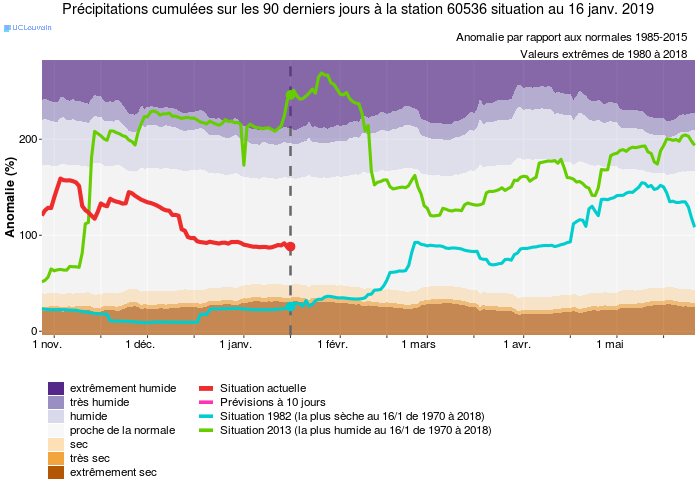 Précipitations cumulées sur les 90 derniers jours à la station 60536 situation au 16 janv. 2019
UCLouvain
Anomalie par rapport aux normales 1985-2015
Valeurs extrêmes de 1980 à 2018
Anomalie (%)
200
100
0
1 nov. 1 déc. 1 janv. 1 févr. 1 mars 1 avr. 1 mai
extrêmement humide
très humide
humide
proche de la normale
sec
très sec
extrêmement sec
Situation actuelle
Prévisions à 10 jours
Situation 1982 (la plus sèche au 16/1 de 1970 à 2018)
Situation 2013 (la plus humide au 16/1 de 1970 à 2018)